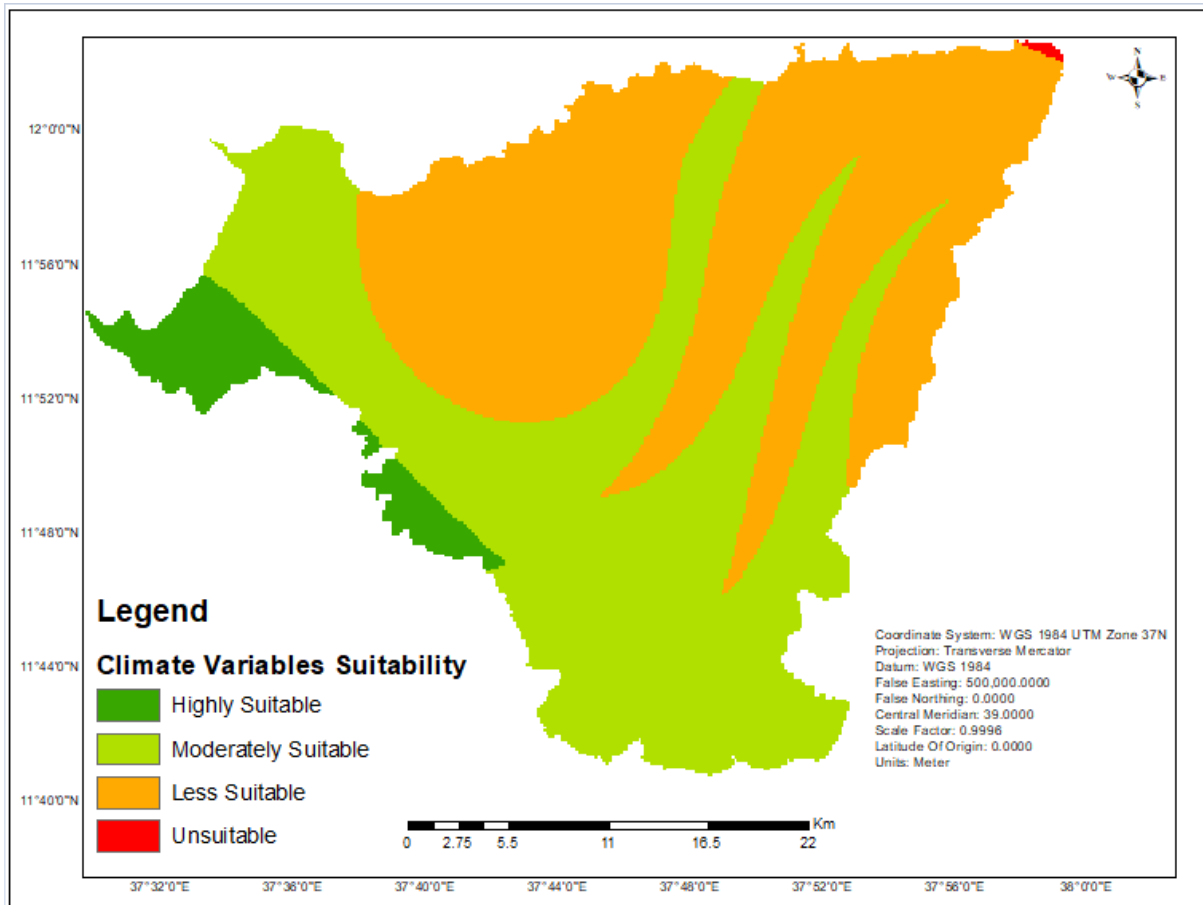 N
W E
S
12°0'0"N
11°56'0"N
11°52'0"N
11°48'0"N
11°44'0"N
11°40'0"N
Legend
Climate Variables Suitability
Highly Suitable
Moderately Suitable
Less Suitable
Unsuitable
Coordinate System: WGS 1984 UTM Zone 37N
Projection: Transverse Mercator
Datum: WGS 1984
False Easting: 500,000.0000
False Northing: 0.0000
Central Meridian: 39.0000
Scale Factor: 0.9996
Latitude Of Origin: 0.0000
Units: Meter
Km
0 2.75 5.5 11 16.5 22
37°32'0"E 37°36'0"E 37°40'0"E 37°44'0"E 37°48'0"E 37°52'0"E 37°56'0"E 38°0'0"E